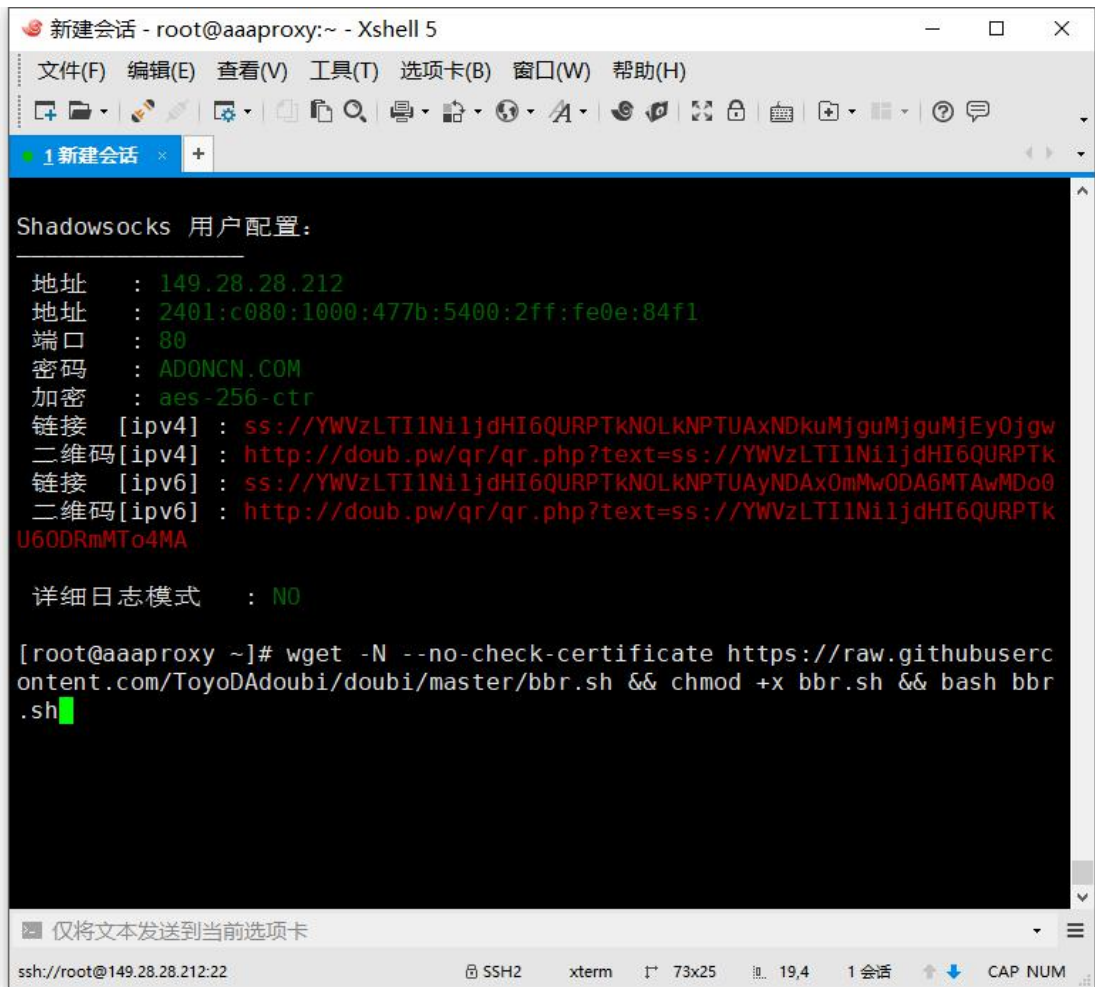 新建会话 - root@aaaproxy:~ - Xshell 5
文件(F) 编辑(E) 查看(V) 工具(T) 选项卡(B) 窗口(W) 帮助(H)
1 新建会话 × +
Shadowsocks 用户配置：
————————————————
地址 : 149.28.28.212
地址 : 2401:c080:1000:477b:5400:2ff:fe0e:84f1
端口 : 80
密码 : ADONCN.COM
加密 : aes-256-ctr
链接 [ipv4] : ss://YWVzLTI1Ni1jdHI6QURPTkNOLkNPTUAxNDkuMjguMjguMjEyOjgw
二维码[ipv4] : http://doub.pw/qr/qr.php?text=ss://YWVzLTI1Ni1jdHI6QURPTk
链接 [ipv6] : ss://YWVzLTI1Ni1jdHI6QURPTkNOLkNPTUAyNDAxOmMwODA6MTAwMDo0
二维码[ipv6] : http://doub.pw/qr/qr.php?text=ss://YWVzLTI1Ni1jdHI6QURPTk
U6ODRmMTo4MA
详细日志模式 : NO
[root@aaaproxy ~]# wget -N --no-check-certificate https://raw.githubuserc
ontent.com/ToyoDAdoubi/doubi/master/bbr.sh && chmod +x bbr.sh && bash bbr
.sh
仅将文本发送到当前选项卡
ssh://root@149.28.28.212:22 SSH2 xterm 73x25 19,4 1 会话 CAP NUM